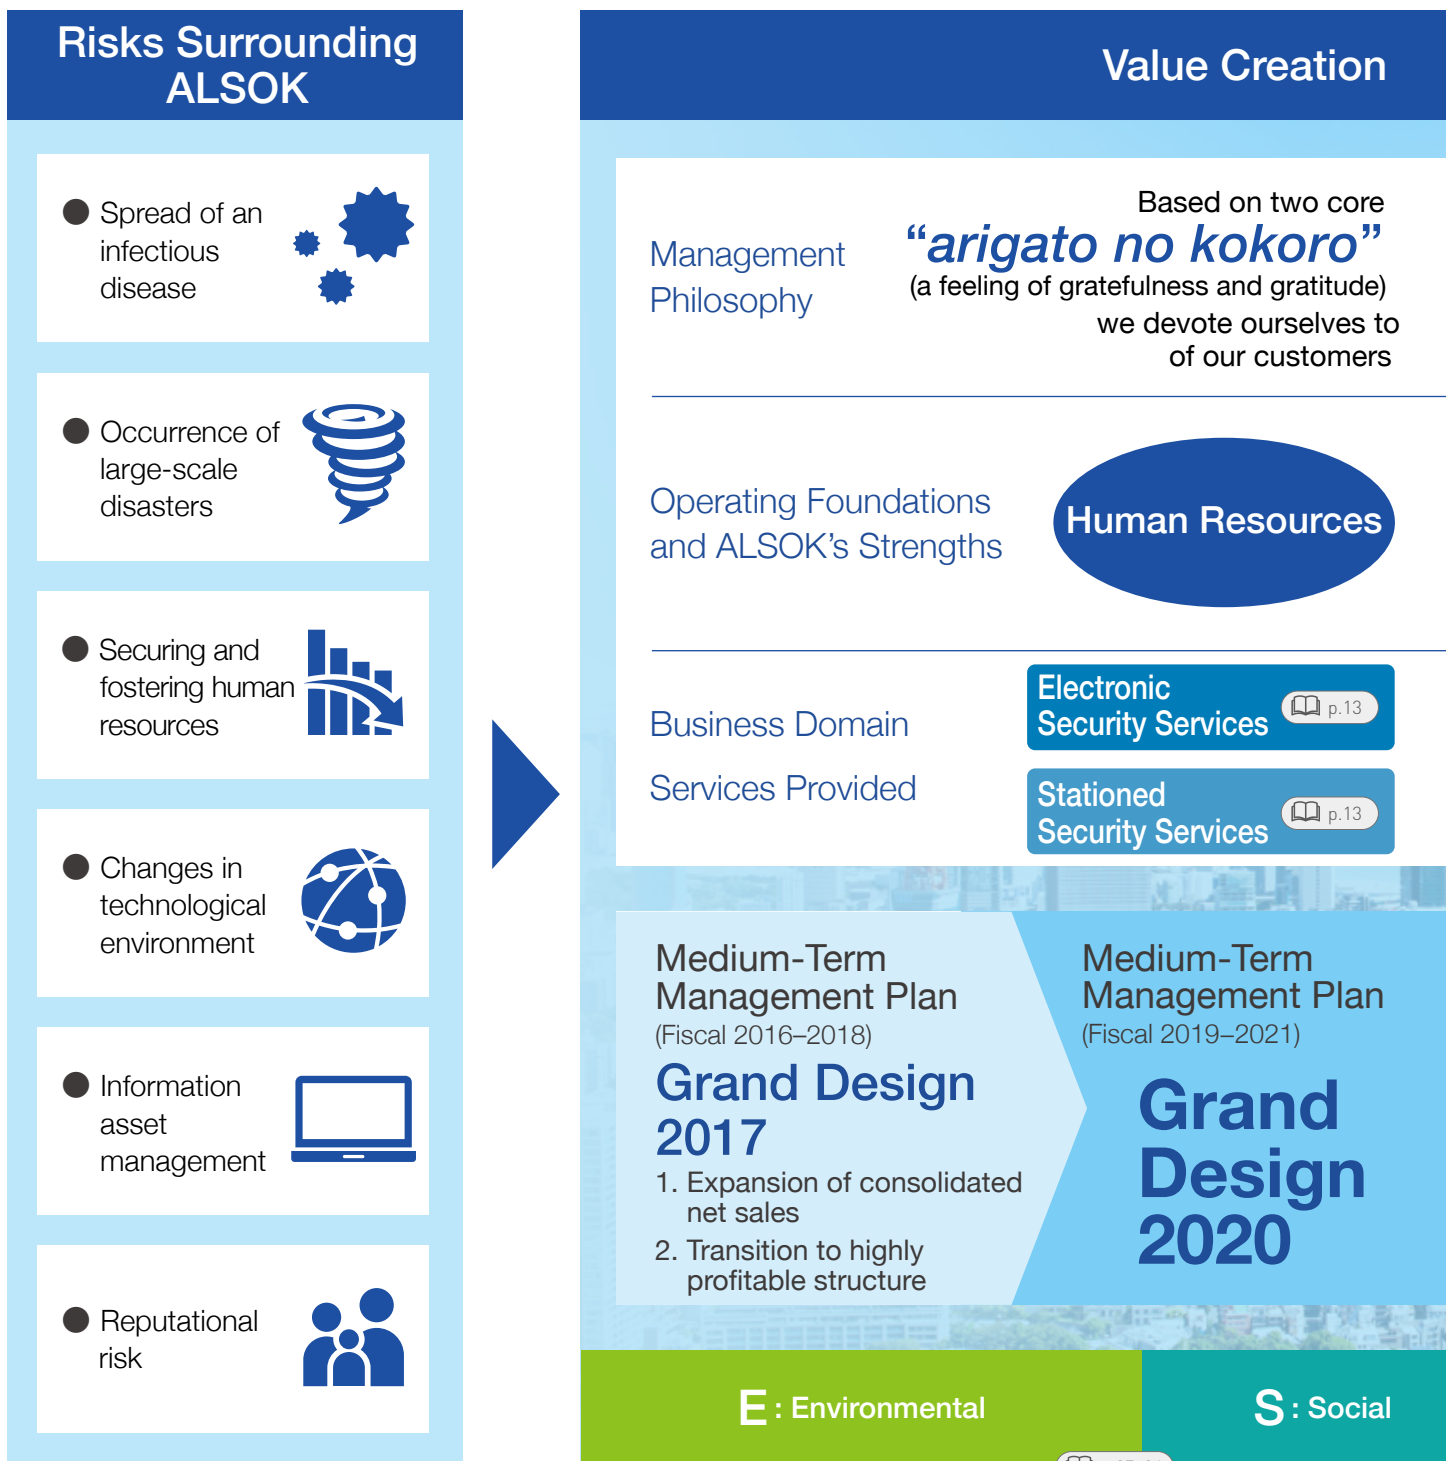 Risks Surrounding
ALSOK
● Spread of an
infectious
disease
● Occurrence of
large-scale
disasters
● Securing and
fostering human
resources
● Changes in
technological
environment
● Information
asset
management
● Reputational
risk
Value Creation
Management
Philosophy
Based on two core
“arigato no kokoro”
(a feeling of gratefulness and gratitude)
we devote ourselves to
of our customers
Operating Foundations
and ALSOK’s Strengths
Human Resources
Business Domain
Services Provided
Electronic
Security Services
p.13
Stationed
Security Services
p.13
Medium-Term
Management Plan
(Fiscal 2016–2018)
Grand Design
2017
1. Expansion of consolidated
net sales
2. Transition to highly
profitable structure
Medium-Term
Management Plan
(Fiscal 2019–2021)
Grand
Design
2020
E : Environmental
S : Social